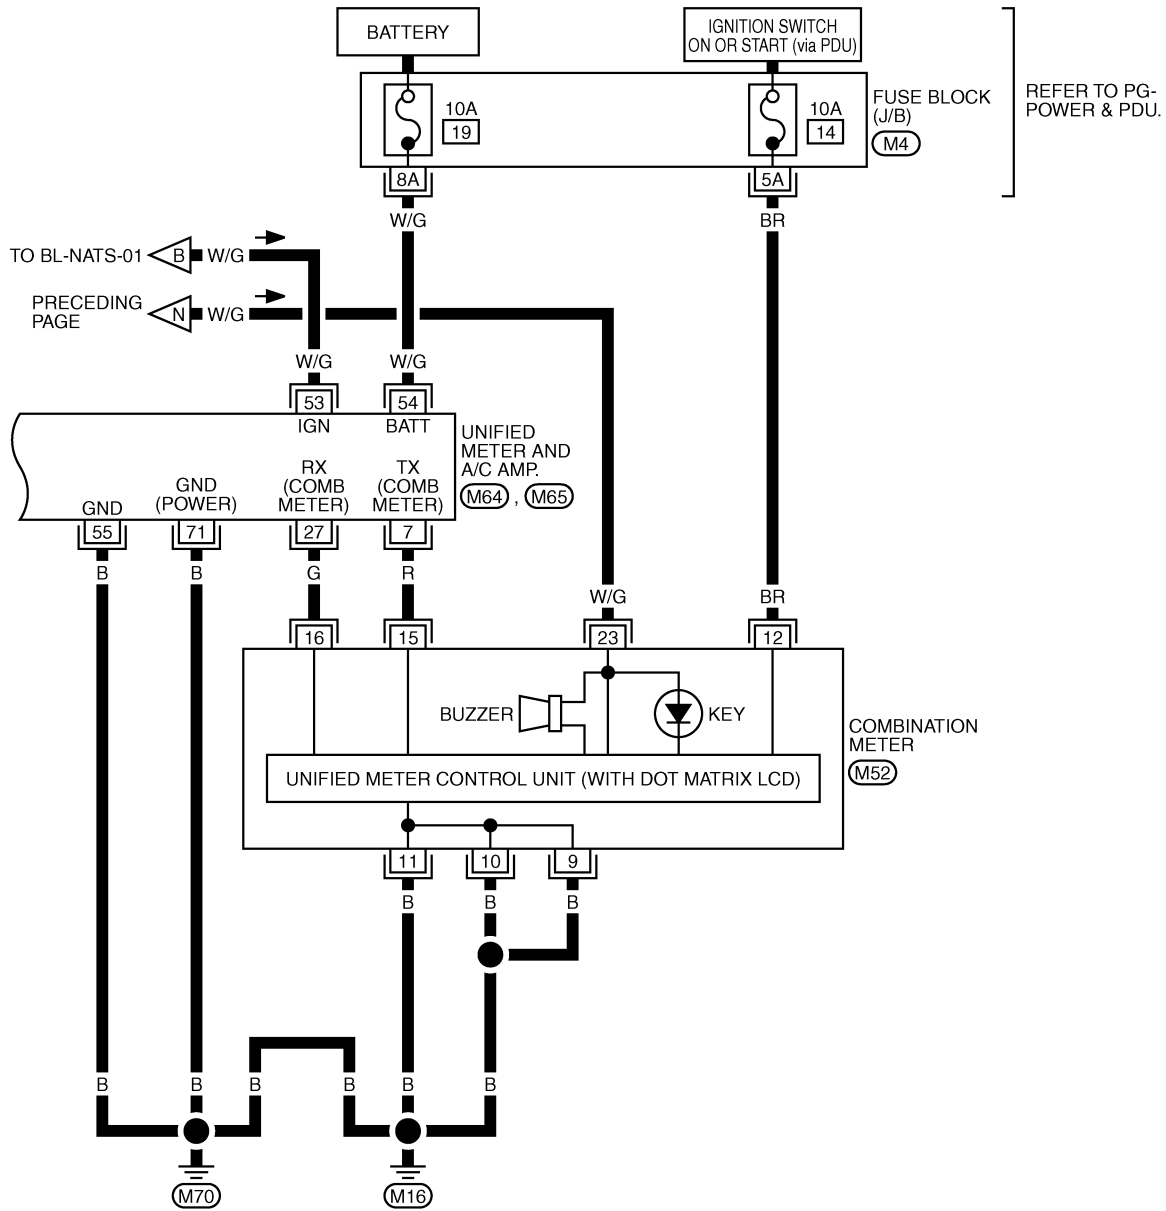 BATTERY
IGNITION SWITCH
ON OR START (via PDU)
10A
19
10A
14
FUSE BLOCK
(J/B)
M4
REFER TO PG-
POWER & PDU.
8A
5A
W/G
BR
TO BL-NATS-01
B
W/G
PRECEDING
PAGE
N
W/G
W/G
W/G
53
54
IGN
BATT
UNIFIED
METER AND
A/C AMP.
M64 , M65
RX
(COMB
METER)
TX
(COMB
METER)
GND
(POWER)
GND
55
71
27
7
B
B
G
R
W/G
BR
16
15
23
12
BUZZER
KEY
COMBINATION
METER
M52
UNIFIED METER CONTROL UNIT (WITH DOT MATRIX LCD)
11
10
9
B
B
B
B
B
B
B
B
B
M70
M16